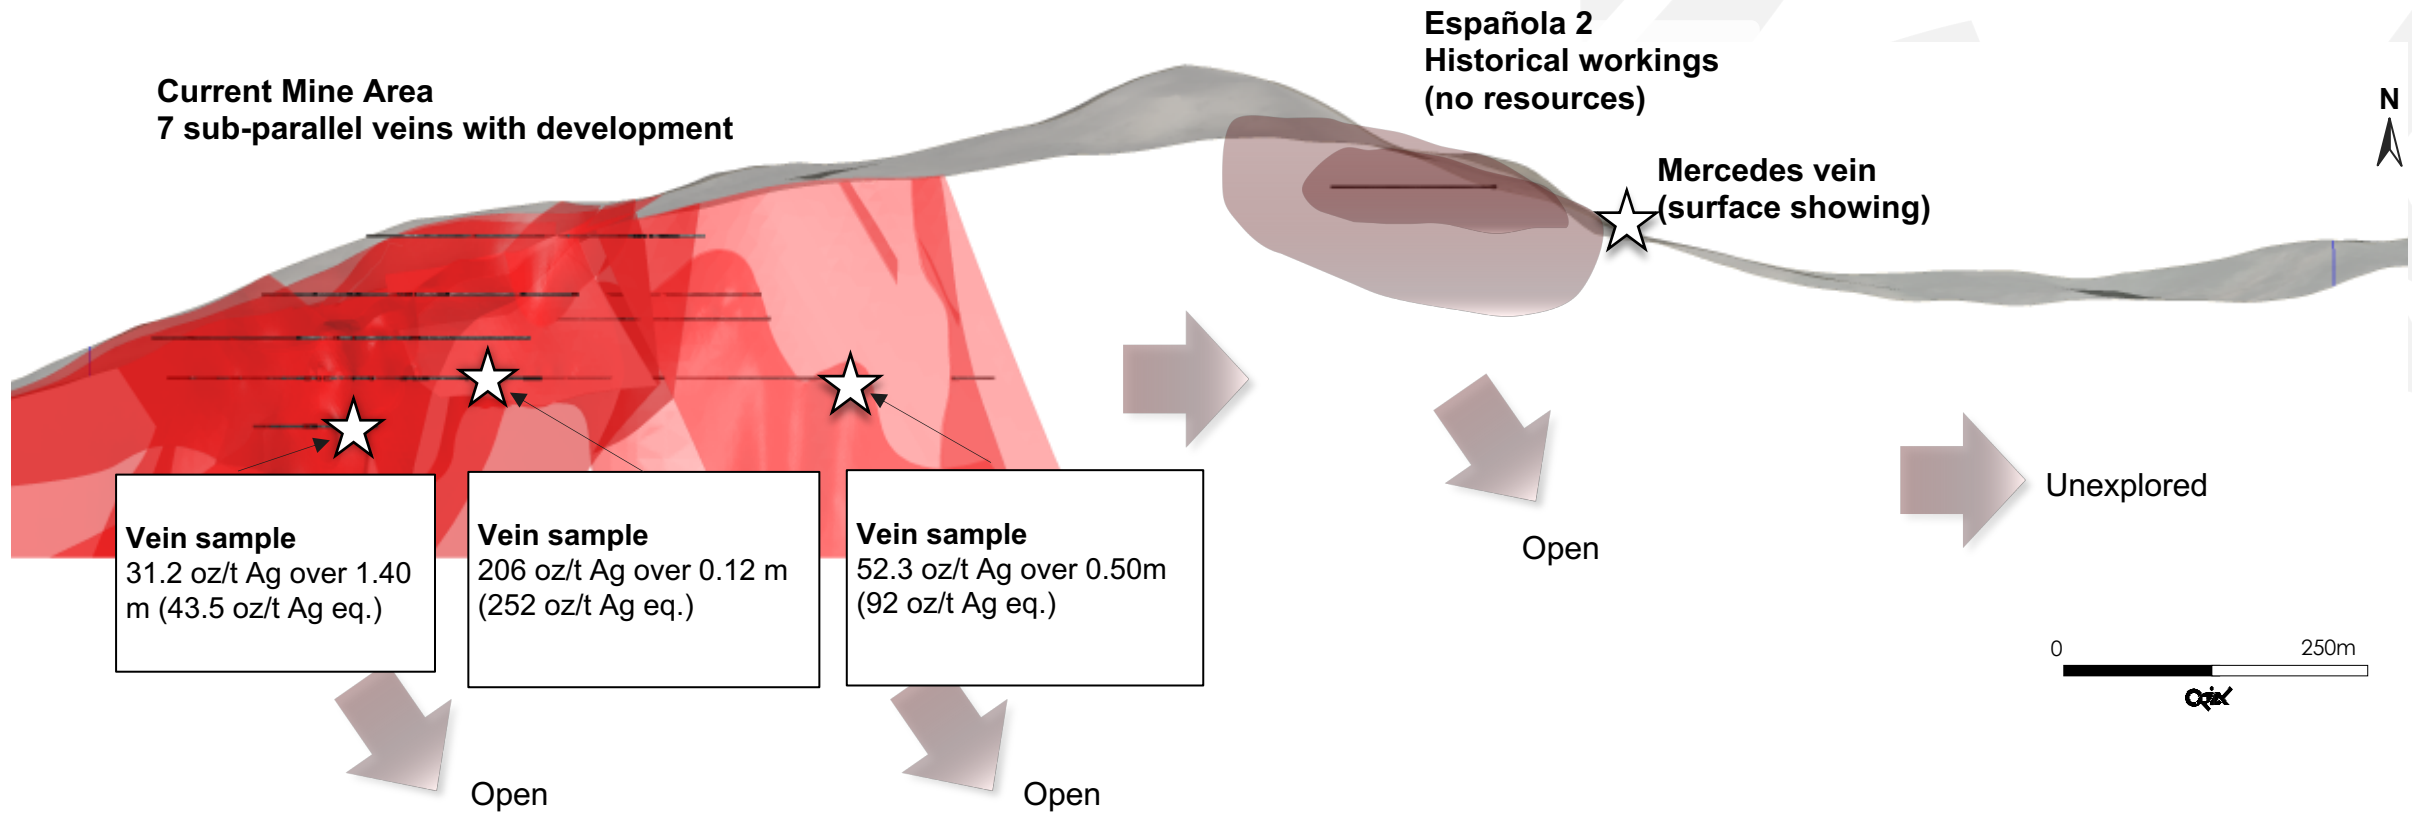 Española 2
Historical workings
(no resources)
Current Mine Area
7 sub-parallel veins with development
N
Mercedes vein
(surface showing)
Vein sample
31.2 oz/t Ag over 1.40
m (43.5 oz/t Ag eq.)
Vein sample
206 oz/t Ag over 0.12 m
(252 oz/t Ag eq.)
Vein sample
52.3 oz/t Ag over 0.50m
(92 oz/t Ag eq.)
Unexplored
Open
0 250m
Open
Open